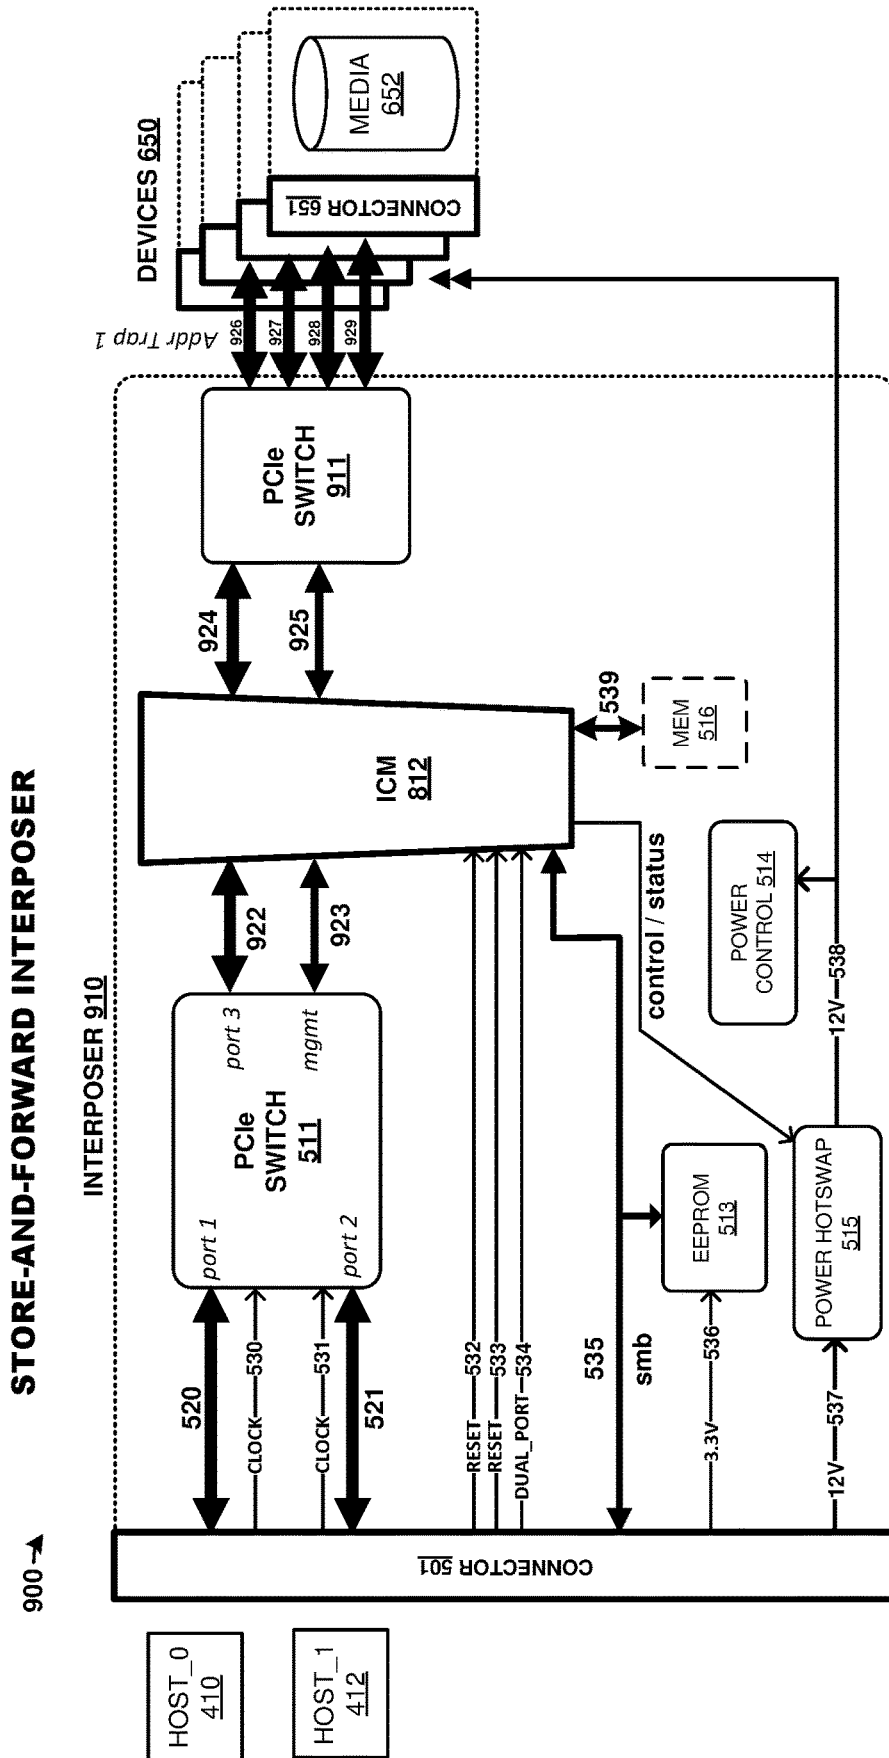 STORE-AND-FORWARD INTERPOSER
900
INTERPOSER 910
HOST_0
410
HOST_1
412
CONNECTOR 501
520
CLOCK 530
CLOCK 531
521
RESET 532
RESET 533
DUAL_PORT 534
535
smb
3.3V 536
12V 537
port 1
port 2
PCIe
SWITCH
511
port 3
mgmt
922
923
ICM
812
EEPROM
513
POWER HOTSWAP
515
control / status
12V 538
POWER
CONTROL 514
539
MEM
516
924
925
PCIe
SWITCH
911
Addr Trap 1
926
927
928
929
DEVICES 650
CONNECTOR 651
MEDIA
652